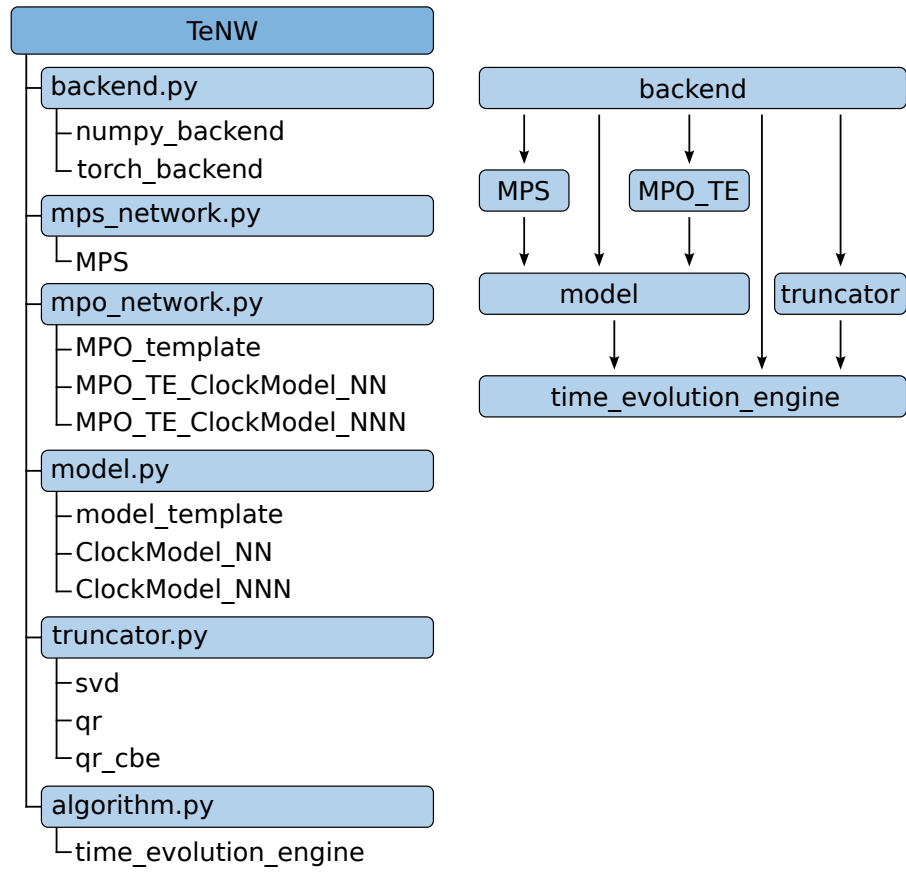 TeNW
backend.py
numpy_backend
torch_backend
mps_network.py
MPS
mpo_network.py
MPO_template
MPO_TE_ClockModel_NN
MPO_TE_ClockModel_NNN
model.py
model_template
ClockModel_NN
ClockModel_NNN
truncator.py
svd
qr
qr_cbe
algorithm.py
time_evolution_engine
backend
MPS MPO_TE
model truncator
time_evolution_engine